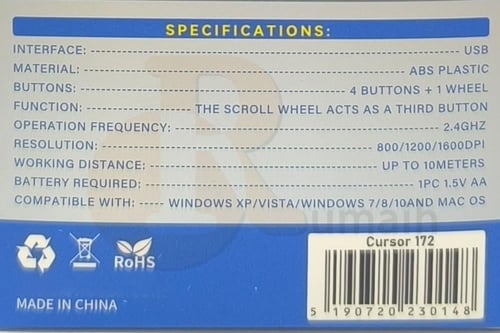 SPECIFICATIONS:
INTERFACE: USB
MATERIAL: ABS PLASTIC
BUTTONS: 4 BUTTONS + 1 WHEEL
FUNCTION: THE SCROLL WHEEL ACTS AS A THIRD BUTTON
OPERATION FREQUENCY: 2.4GHZ
RESOLUTION: 800/1200/1600DPI
WORKING DISTANCE: UP TO 10METERS
BATTERY REQUIRED: 1PC 1.5V AA
COMPATIBLE WITH: WINDOWS XP/VISTA/WINDOWS 7/8/10AND MAC OS
Rumaih
RoHS
Cursor 172
5 190720 230148
MADE IN CHINA